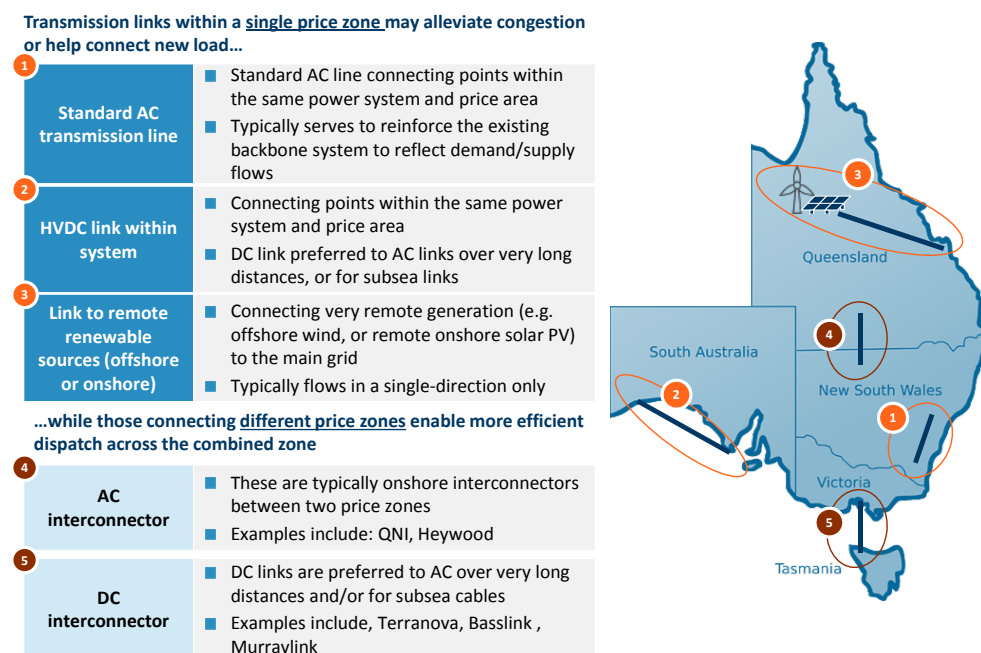 Transmission links within a single price zone may alleviate congestion
or help connect new load…
1
Standard AC
transmission line
Standard AC line connecting points within
the same power system and price area
Typically serves to reinforce the existing
backbone system to reflect demand/supply
flows
2
HVDC link within
system
Connecting points within the same power
system and price area
DC link preferred to AC links over very long
distances, or for subsea links
3
Link to remote
renewable
sources (offshore
or onshore)
Connecting very remote generation (e.g.
offshore wind, or remote onshore solar PV)
to the main grid
Typically flows in a single-direction only
…while those connecting different price zones enable more efficient
dispatch across the combined zone
4
AC
interconnector
These are typically onshore interconnectors
between two price zones
Examples include: QNI, Heywood
5
DC
interconnector
DC links are preferred to AC over very long
distances and/or for subsea cables
Examples include, Terranova, Basslink ,
Murraylink
3
Queensland
4
South Australia
New South Wales
2
1
Victoria
5
Tasmania